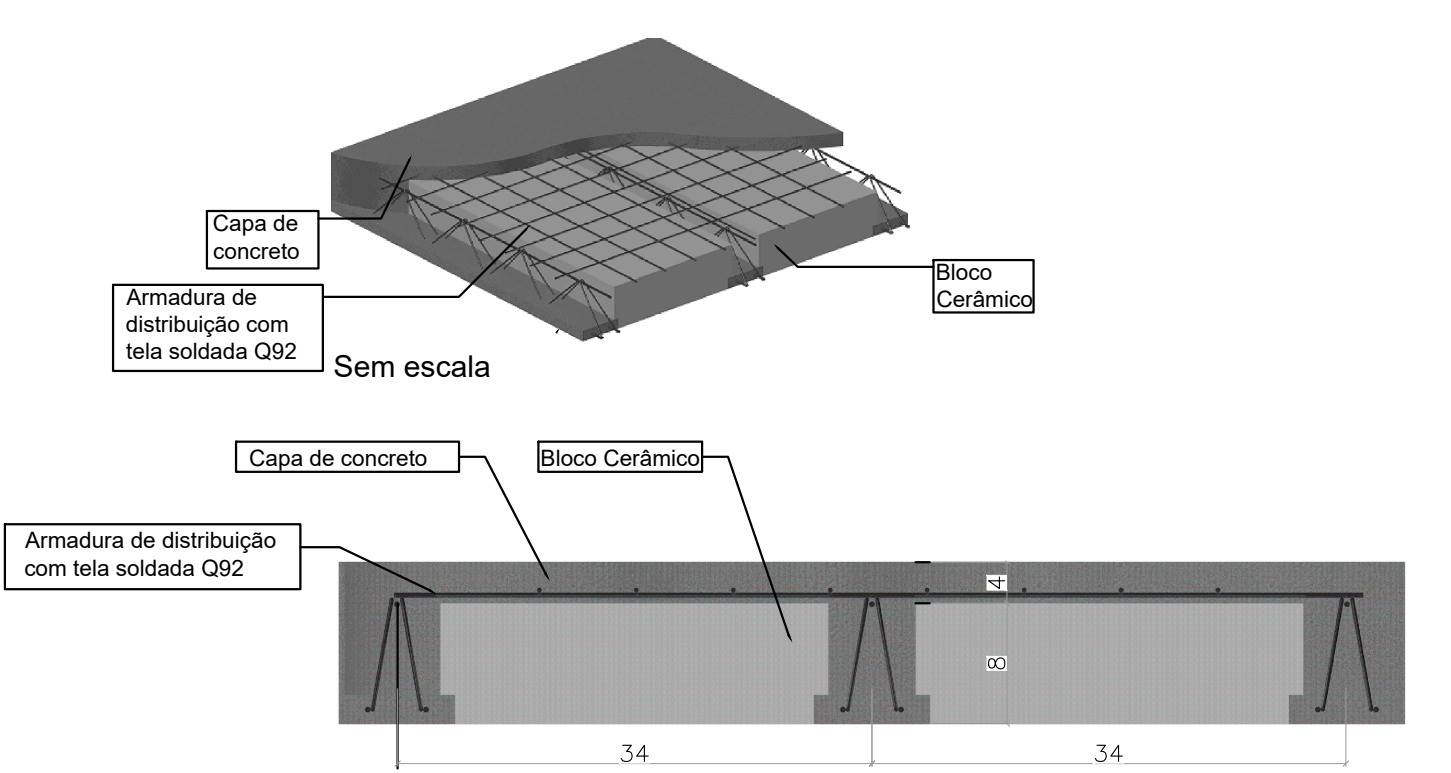 Capa de
concreto
Armadura de
distribuição com
tela soldada Q92
Bloco
Cerâmico
Sem escala
Capa de concreto
Bloco Cerâmico
Armadura de distribuição
com tela soldada Q92
4
8
34
34